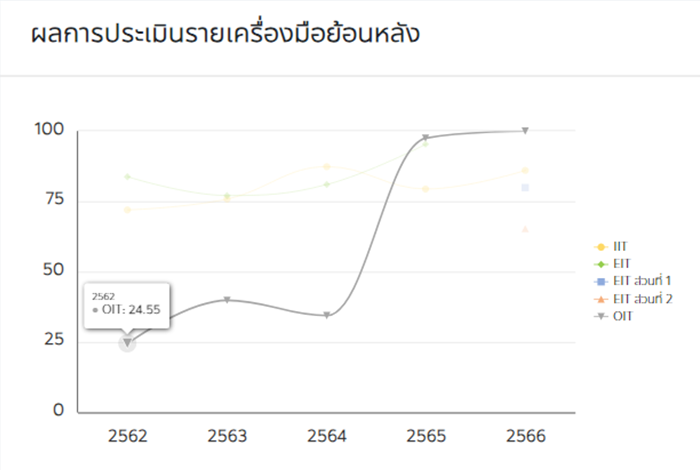 ผลการประเมินรายเครื่องมือย้อนหลัง
100
75
50
25
0
2562
OIT: 24.55
2562 2563 2564 2565 2566
IIT
EIT
EIT ส่วนที่ 1
EIT ส่วนที่ 2
OIT